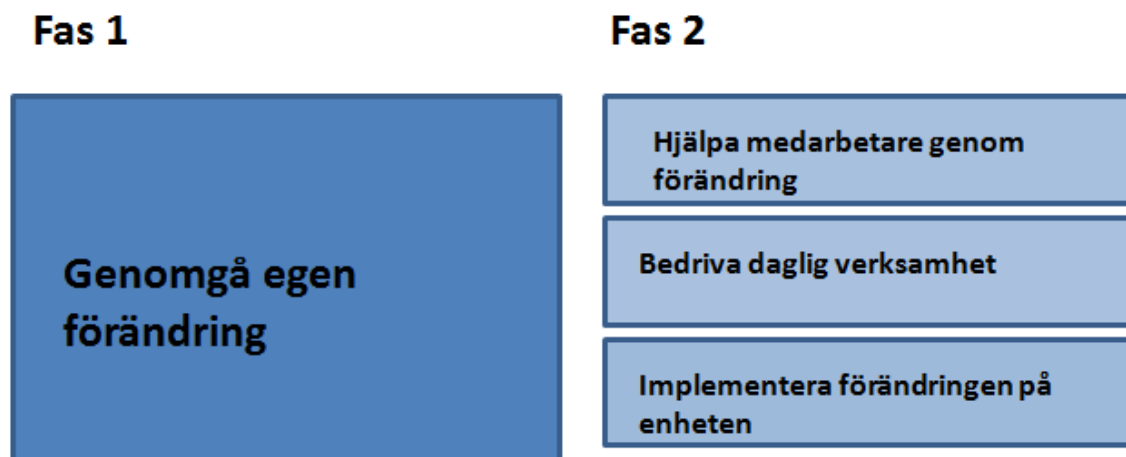 Fas 1
Fas 2
Genomgå egen
förändring
Hjälpa medarbetare genom
förändring
Bedriva daglig verksamhet
Implementera förändringen på
enheten